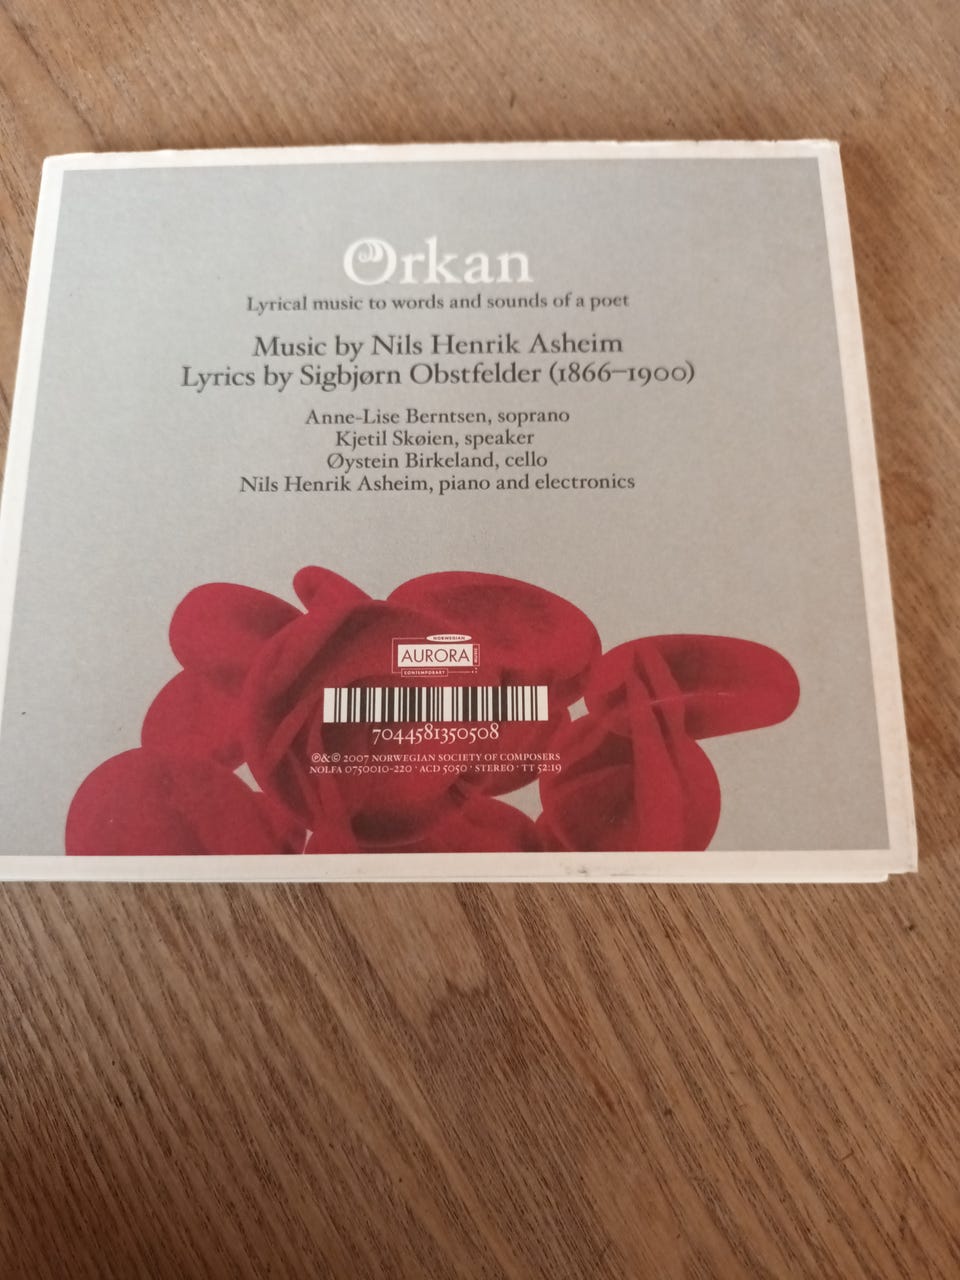 Orkan
Lyrical music to words and sounds of a poet
Music by Nils Henrik Asheim
Lyrics by Sigbjørn Obstfelder (1866–1900)
Anne-Lise Berntsen, soprano
Kjetil Skøien, speaker
Øystein Birkeland, cello
Nils Henrik Asheim, piano and electronics
NORWEGIAN
AURORA
CONTEMPORARY
7044581350508
℗&© 2007 NORWEGIAN SOCIETY OF COMPOSERS
NOLFA 0750010-220 · ACD 5050 · STEREO · TT 52:19